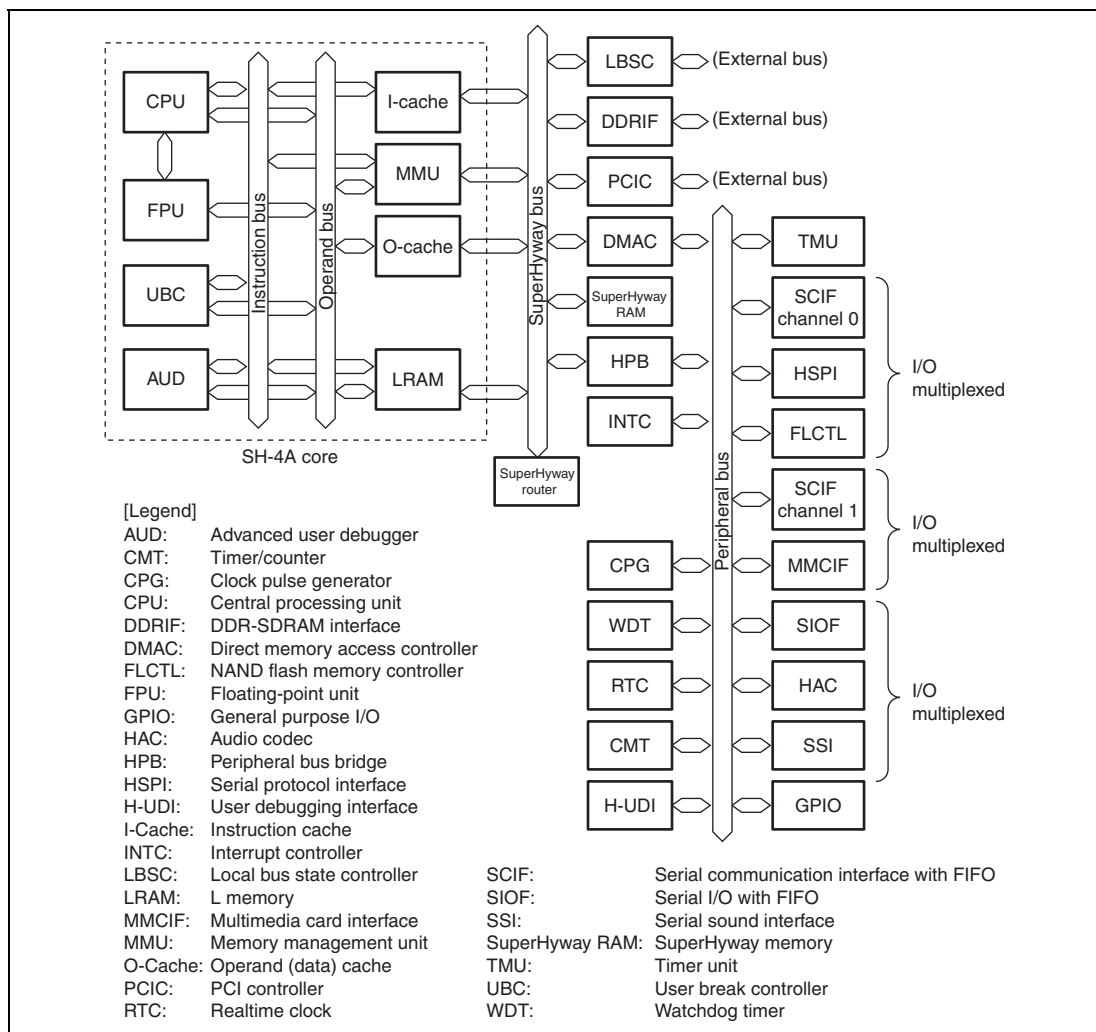 LBSC
(External bus)
CPU
I-cache
DDRIF
(External bus)
MMU
PCIC
(External bus)
FPU
Instruction bus
Operand bus
SuperHyway bus
O-cache
DMAC
TMU
UBC
SuperHyway
RAM
SCIF
channel 0
AUD
LRAM
HPB
HSPI
I/O
multiplexed
INTC
FLCTL
SH-4A core
SuperHyway
router
Peripheral bus
SCIF
channel 1
I/O
multiplexed
CPG
MMCIF
WDT
SIOF
RTC
HAC
I/O
multiplexed
CMT
SSI
H-UDI
GPIO
[Legend]
AUD: Advanced user debugger
CMT: Timer/counter
CPG: Clock pulse generator
CPU: Central processing unit
DDRIF: DDR-SDRAM interface
DMAC: Direct memory access controller
FLCTL: NAND flash memory controller
FPU: Floating-point unit
GPIO: General purpose I/O
HAC: Audio codec
HPB: Peripheral bus bridge
HSPI: Serial protocol interface
H-UDI: User debugging interface
I-Cache: Instruction cache
INTC: Interrupt controller
LBSC: Local bus state controller
LRAM: L memory
MMCIF: Multimedia card interface
MMU: Memory management unit
O-Cache: Operand (data) cache
PCIC: PCI controller
RTC: Realtime clock
SCIF: Serial communication interface with FIFO
SIOF: Serial I/O with FIFO
SSI: Serial sound interface
SuperHyway RAM: SuperHyway memory
TMU: Timer unit
UBC: User break controller
WDT: Watchdog timer